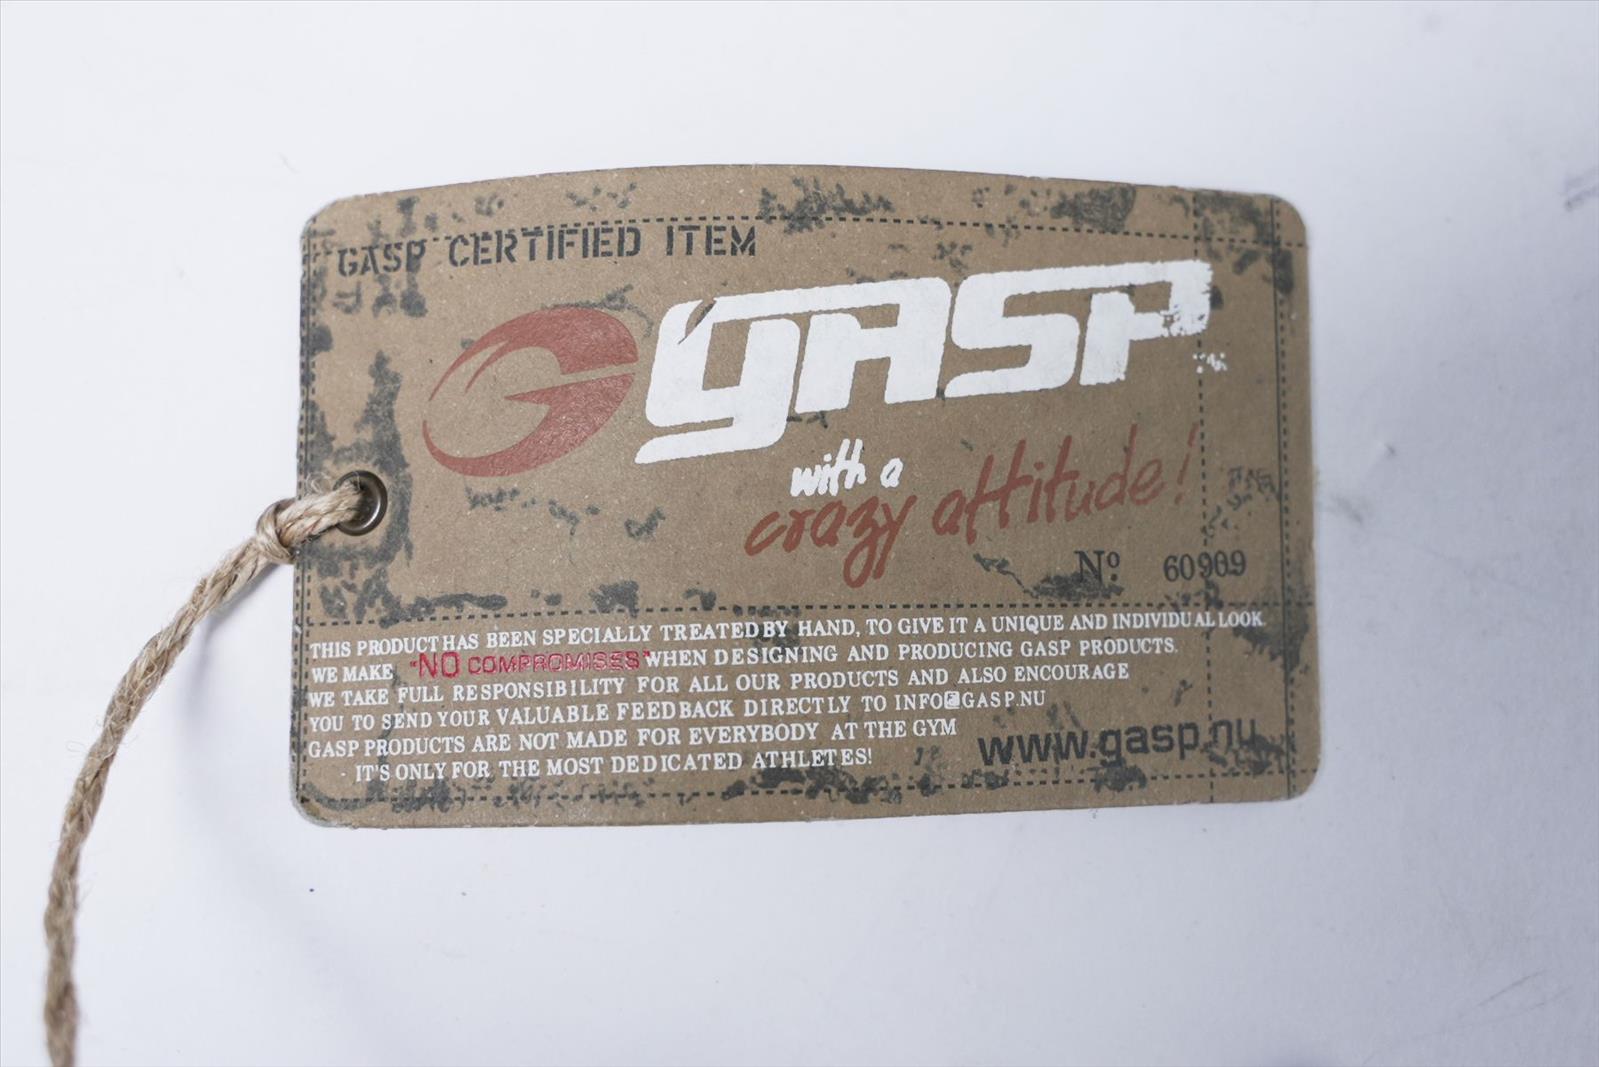 GASP CERTIFIED ITEM
gASP
with a
crazy attitude!
Nº 60909
THIS PRODUCT HAS BEEN SPECIALLY TREATED BY HAND, TO GIVE IT A UNIQUE AND INDIVIDUAL LOOK.
WE MAKE "NO COMPROMISES" WHEN DESIGNING AND PRODUCING GASP PRODUCTS.
WE TAKE FULL RESPONSIBILITY FOR ALL OUR PRODUCTS AND ALSO ENCOURAGE
YOU TO SEND YOUR VALUABLE FEEDBACK DIRECTLY TO INFO@GASP.NU
GASP PRODUCTS ARE NOT MADE FOR EVERYBODY AT THE GYM
- IT'S ONLY FOR THE MOST DEDICATED ATHLETES!
www.gasp.nu